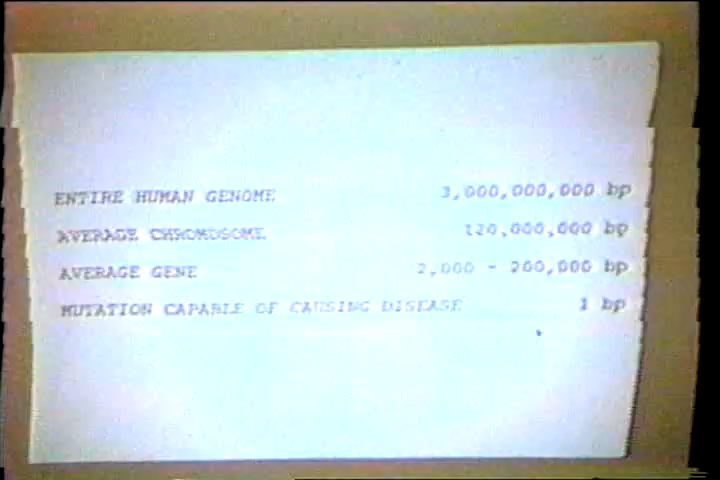 ENTIRE HUMAN GENOME 3,000,000,000 bp
AVERAGE CHROMOSOME 120,000,000 bp
AVERAGE GENE 2,000 - 200,000 bp
MUTATION CAPABLE OF CAUSING DISEASE 1 bp